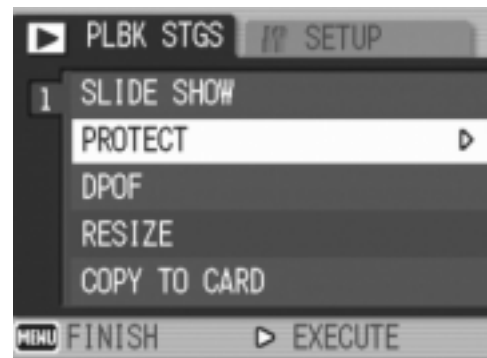 PLBK STGS SETUP
1 SLIDE SHOW
PROTECT
DPOF
RESIZE
COPY TO CARD
MENU FINISH EXECUTE